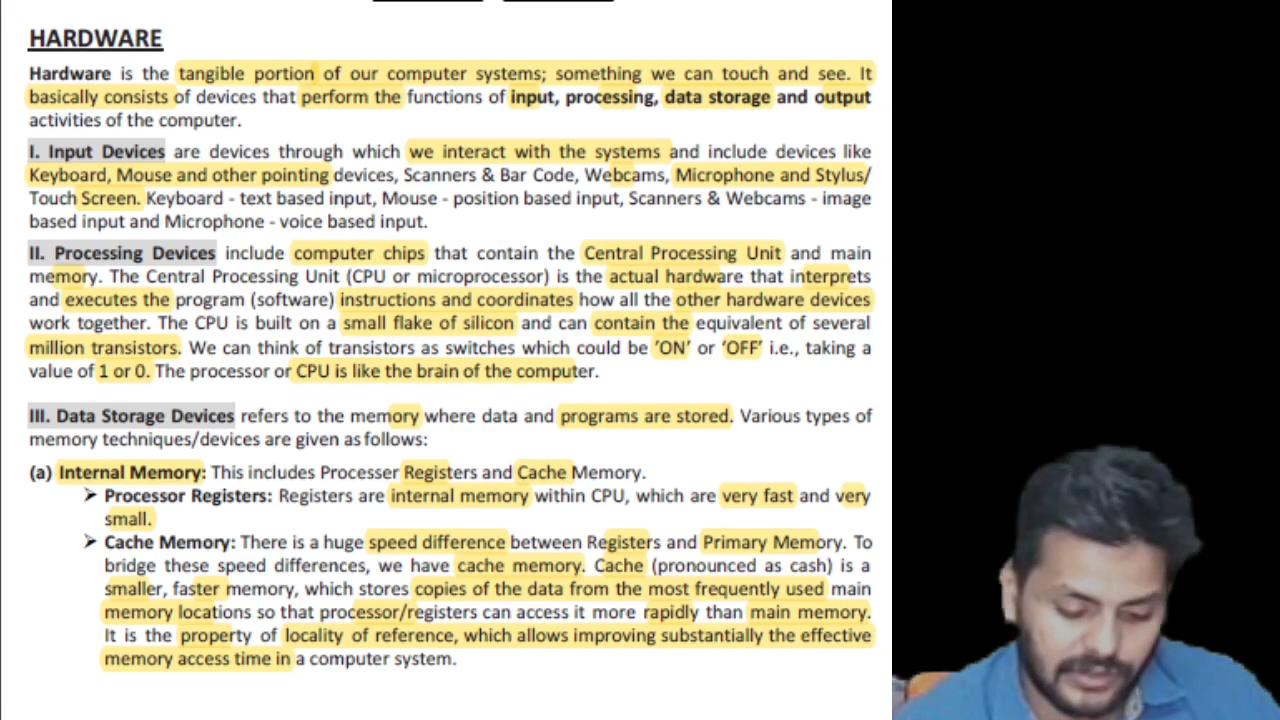 HARDWARE
Hardware is the tangible portion of our computer systems; something we can touch and see. It
basically consists of devices that perform the functions of input, processing, data storage and output
activities of the computer.
I. Input Devices are devices through which we interact with the systems and include devices like
Keyboard, Mouse and other pointing devices, Scanners & Bar Code, Webcams, Microphone and Stylus/
Touch Screen. Keyboard - text based input, Mouse - position based input, Scanners & Webcams - image
based input and Microphone - voice based input.
II. Processing Devices include computer chips that contain the Central Processing Unit and main
memory. The Central Processing Unit (CPU or microprocessor) is the actual hardware that interprets
and executes the program (software) instructions and coordinates how all the other hardware devices
work together. The CPU is built on a small flake of silicon and can contain the equivalent of several
million transistors. We can think of transistors as switches which could be ’ON’ or ‘OFF’ i.e., taking a
value of 1 or 0. The processor or CPU is like the brain of the computer.
III. Data Storage Devices refers to the memory where data and programs are stored. Various types of
memory techniques/devices are given as follows:
(a) Internal Memory: This includes Processer Registers and Cache Memory.
➢ Processor Registers: Registers are internal memory within CPU, which are very fast and very
small.
➢ Cache Memory: There is a huge speed difference between Registers and Primary Memory. To
bridge these speed differences, we have cache memory. Cache (pronounced as cash) is a
smaller, faster memory, which stores copies of the data from the most frequently used main
memory locations so that processor/registers can access it more rapidly than main memory.
It is the property of locality of reference, which allows improving substantially the effective
memory access time in a computer system.